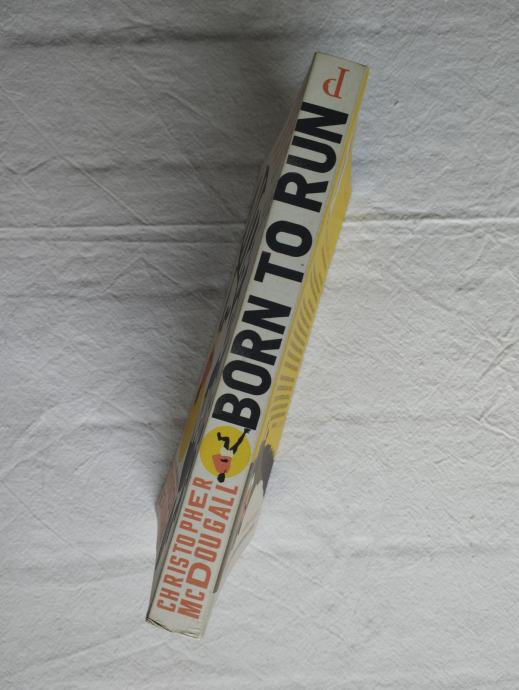 CHRISTOPHER
McDOUGALL
BORN TO RUN
P